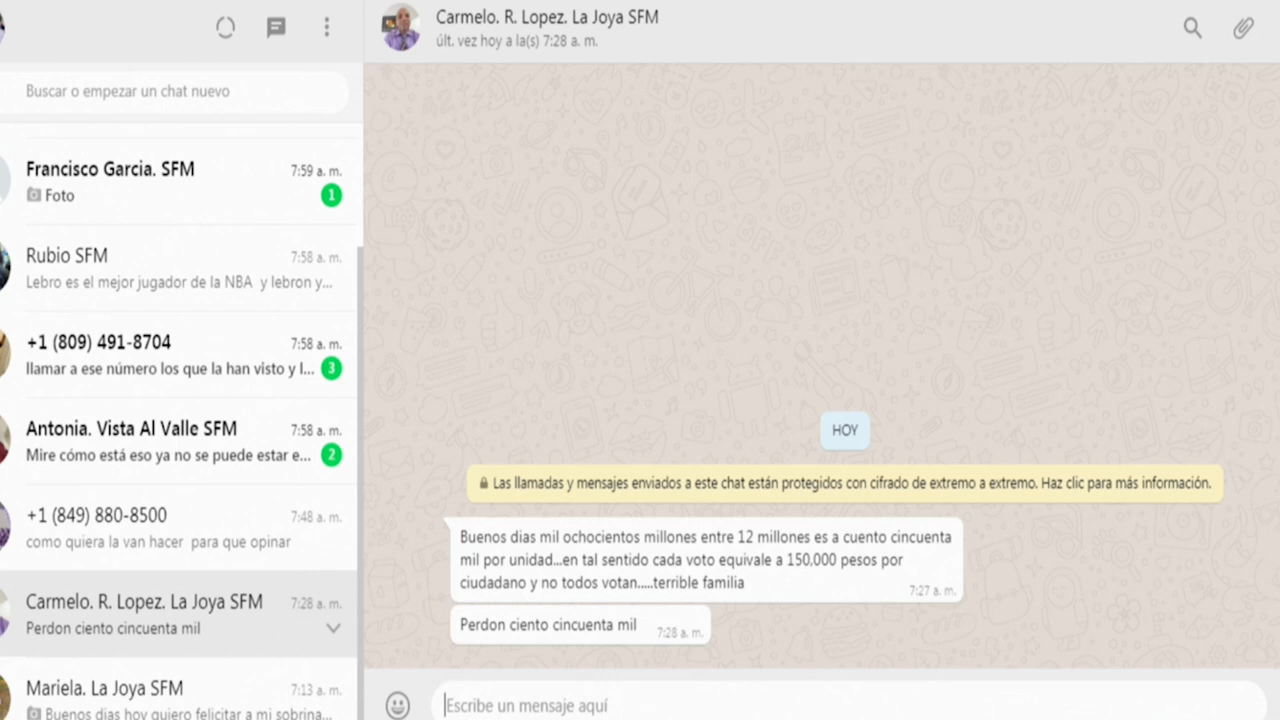 Carmelo. R. Lopez. La Joya SFM
últ. vez hoy a la(s) 7:28 a. m.
Buscar o empezar un chat nuevo
Francisco Garcia. SFM 7:59 a. m.
Foto 1
Rubio SFM 7:58 a. m.
Lebro es el mejor jugador de la NBA y lebron y...
+1 (809) 491-8704 7:58 a. m.
llamar a ese número los que la han visto y l... 3
Antonia. Vista Al Valle SFM 7:58 a. m.
Mire cómo está eso ya no se puede estar e... 2
+1 (849) 880-8500 7:48 a. m.
como quiera la van hacer para que opinar
Carmelo. R. Lopez. La Joya SFM 7:28 a. m.
Perdon ciento cincuenta mil
Mariela. La Joya SFM 7:13 a. m.
Buenos dias hoy quiero felicitar a mi sobrina...
HOY
Las llamadas y mensajes enviados a este chat están protegidos con cifrado de extremo a extremo. Haz clic para más información.
Buenos dias mil ochocientos millones entre 12 millones es a cuento cincuenta
mil por unidad...en tal sentido cada voto equivale a 150,000 pesos por
ciudadano y no todos votan.....terrible familia
7:27 a. m.
Perdon ciento cincuenta mil 7:28 a. m.
Escribe un mensaje aquí